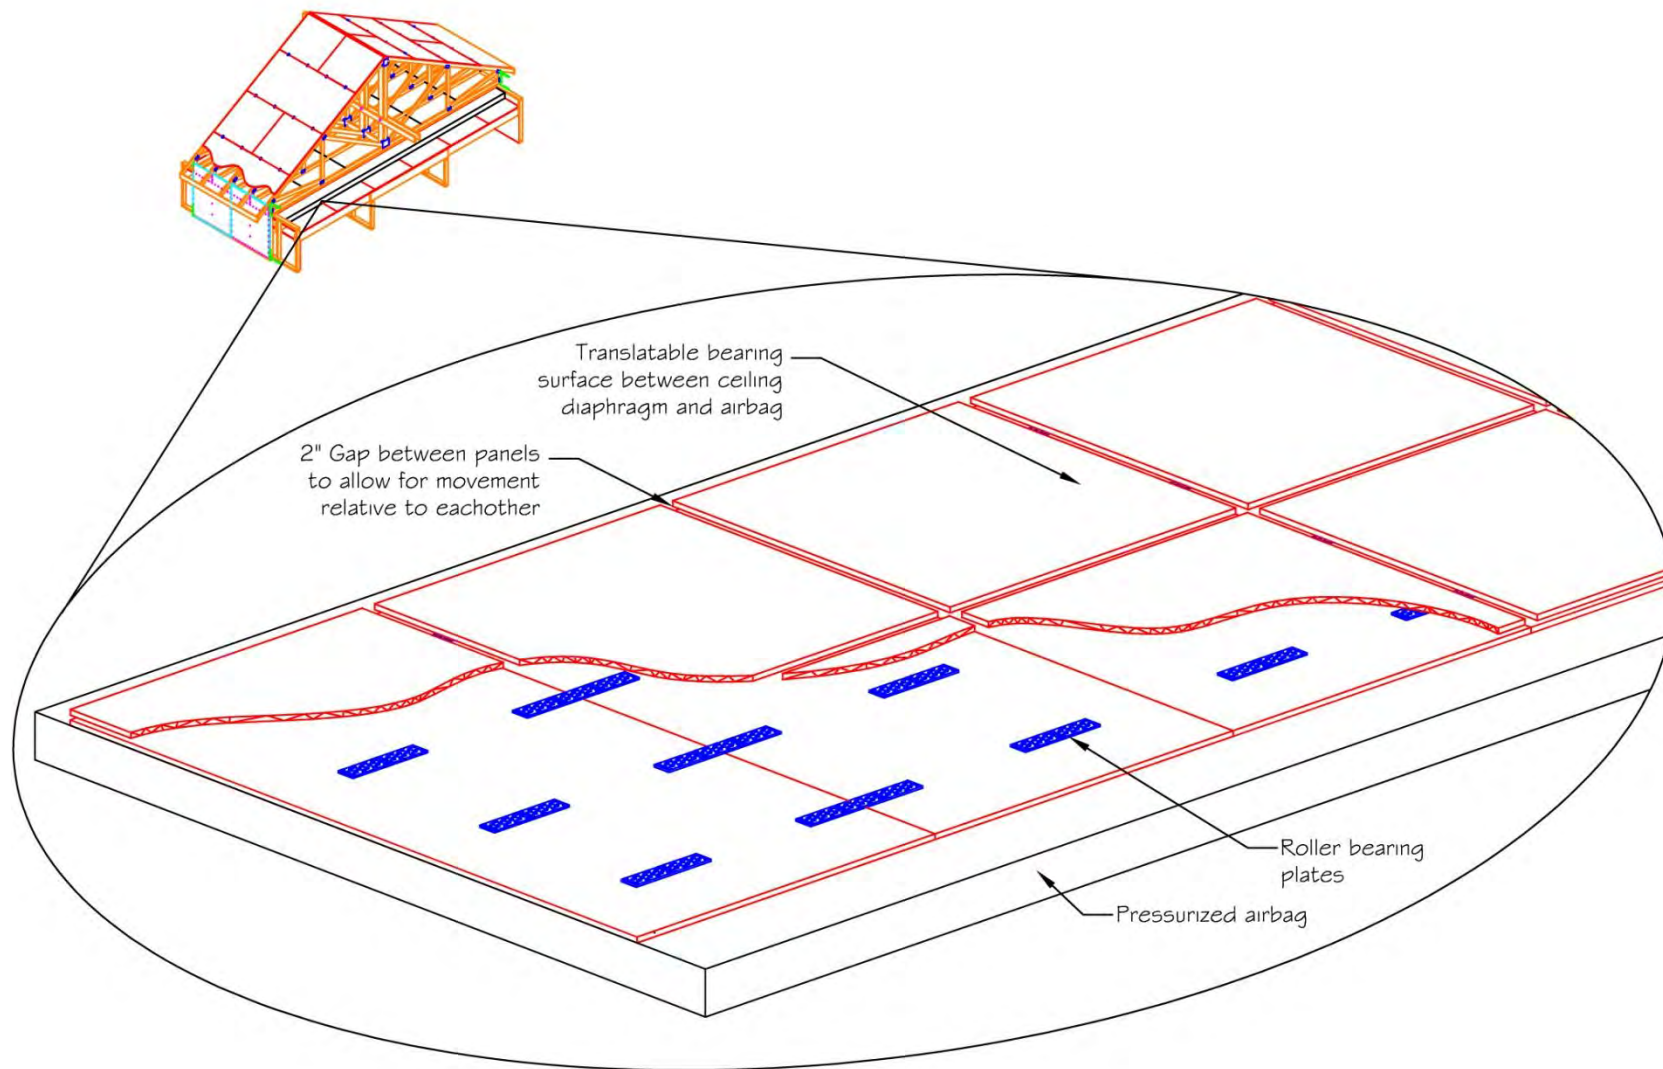 Translatable bearing
surface between ceiling
diaphragm and airbag
2" Gap between panels
to allow for movement
relative to eachother
Roller bearing
plates
Pressurized airbag